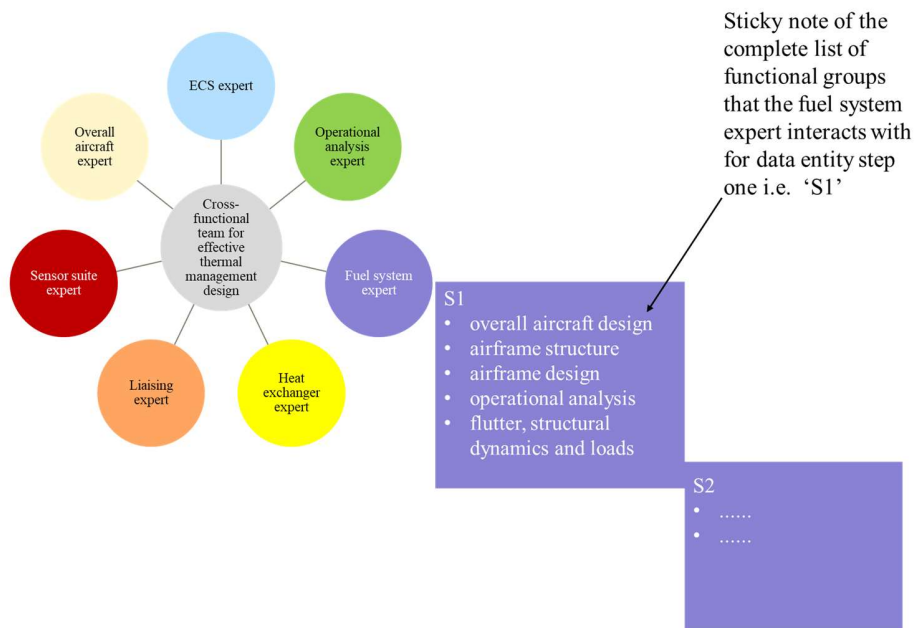 Sticky note of the
complete list of
functional groups
that the fuel system
expert interacts with
for data entity step
one i.e. ‘S1’
ECS expert
Overall
aircraft
expert
Operational
analysis
expert
Cross-
functional
team for
effective
thermal
management
design
Sensor suite
expert
Fuel system
expert
Liaising
expert
Heat
exchanger
expert
S1
• overall aircraft design
• airframe structure
• airframe design
• operational analysis
• flutter, structural
dynamics and loads
S2
• ......
• ......